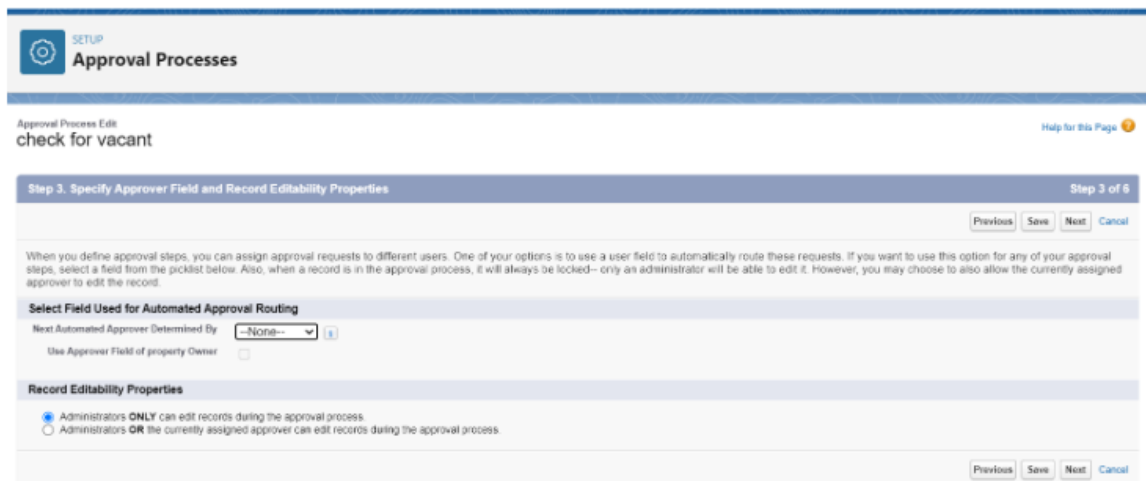 SETUP
Approval Processes
Approval Process Edit
check for vacant
Help for this Page
Step 3. Specify Approver Field and Record Editability Properties
Step 3 of 6
Previous Save Next Cancel
When you define approval steps, you can assign approval requests to different users. One of your options is to use a user field to automatically route these requests. If you want to use this option for any of your approval
steps, select a field from the picklist below. Also, when a record is in the approval process, it will always be locked-- only an administrator will be able to edit it. However, you may choose to also allow the currently assigned
approver to edit the record.
Select Field Used for Automated Approval Routing
Next Automated Approver Determined By --None--
Use Approver Field of property Owner
Record Editability Properties
Administrators ONLY can edit records during the approval process.
Administrators OR the currently assigned approver can edit records during the approval process.
Previous Save Next Cancel